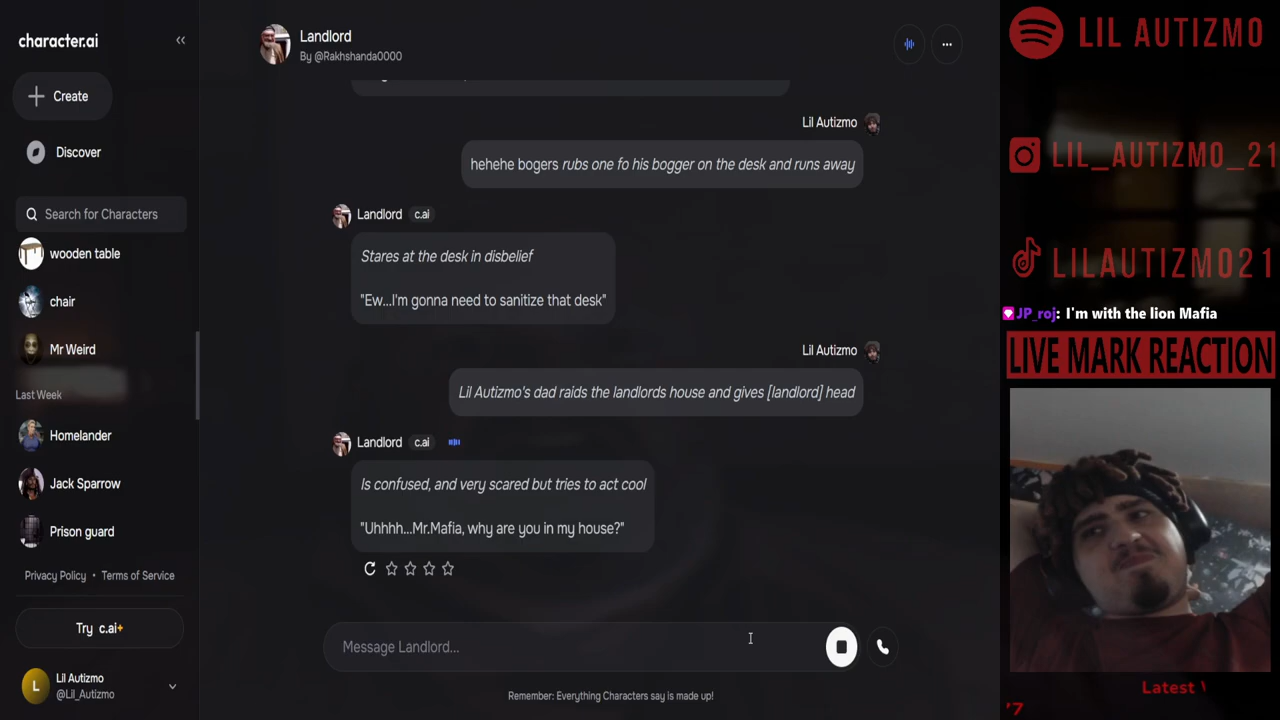 character.ai
Create
Discover
Search for Characters
wooden table
chair
Mr Weird
Last Week
Homelander
Jack Sparrow
Prison guard
Privacy Policy • Terms of Service
Try c.ai+
L
Lil Autizmo
@Lil_Autizmo
Landlord
By @Rakhshanda0000
Lil Autizmo
hehehe bogers rubs one fo his bogger on the desk and runs away
Landlord c.ai
Stares at the desk in disbelief
"Ew...I'm gonna need to sanitize that desk"
Lil Autizmo
Lil Autizmo's dad raids the landlords house and gives [landlord] head
Landlord c.ai
Is confused, and very scared but tries to act cool
"Uhhhh...Mr.Mafia, why are you in my house?"
Message Landlord...
Remember: Everything Characters say is made up!
LIL AUTIZMO
LIL_AUTIZMO_21
LILAUTIZMO21
JP_roj: I'm with the lion Mafia
LIVE MARK REACTION
Latest
'7